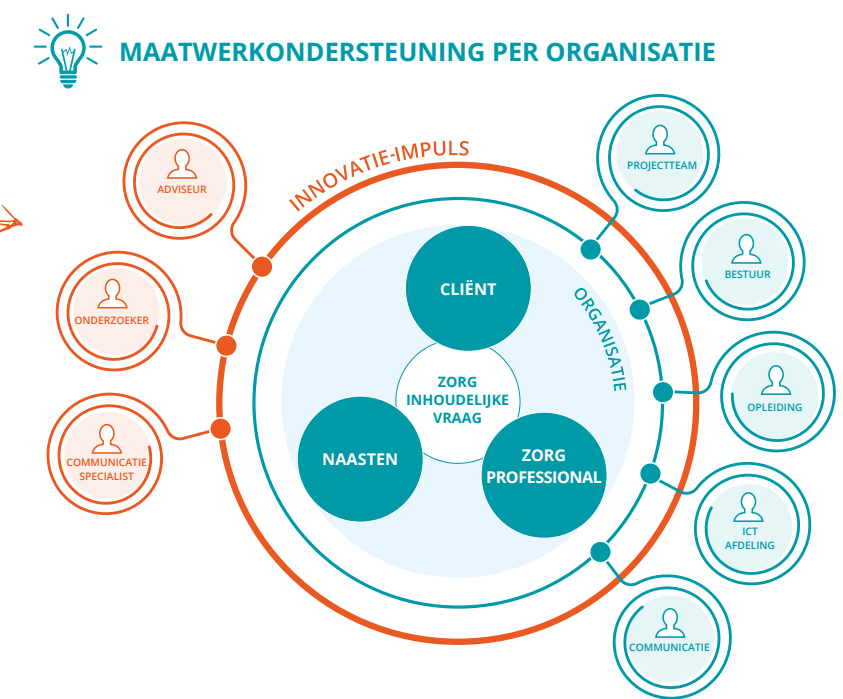 MAATWERKONDERSTEUNING PER ORGANISATIE
INNOVATIE-IMPULS
ADVISEUR
ONDERZOEKER
COMMUNICATIE
SPECIALIST
CLIËNT
ZORG
INHOUDELIJKE
VRAAG
NAASTEN
ZORG
PROFESSIONAL
ORGANISATIE
PROJECTTEAM
BESTUUR
OPLEIDING
ICT
AFDELING
COMMUNICATIE